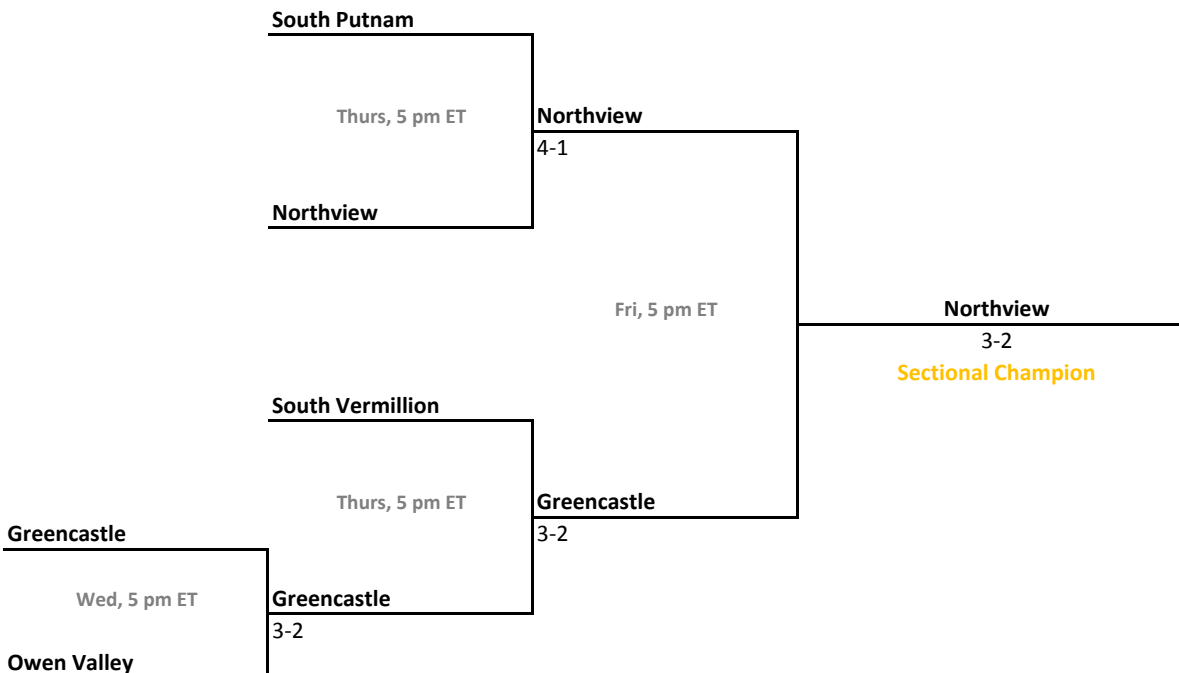 South Putnam
Thurs, 5 pm ET
Northview
4-1
Northview
Fri, 5 pm ET
Northview
3-2
Sectional Champion
South Vermillion
Thurs, 5 pm ET
Greencastle
3-2
Greencastle
Wed, 5 pm ET
Greencastle
3-2
Owen Valley